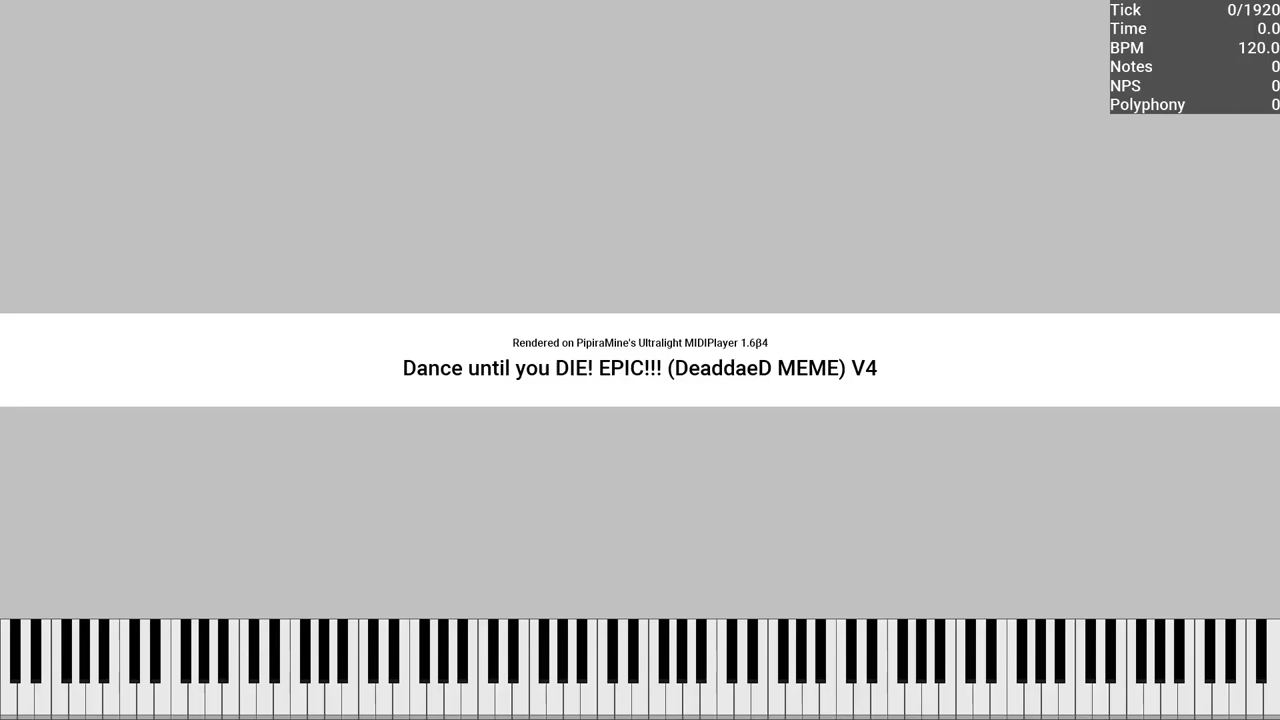 Tick 0/1920
Time 0.0
BPM 120.0
Notes 0
NPS 0
Polyphony 0
Rendered on PipiraMine's Ultralight MIDIPlayer 1.6β4
Dance until you DIE! EPIC!!! (DeaddaeD MEME) V4